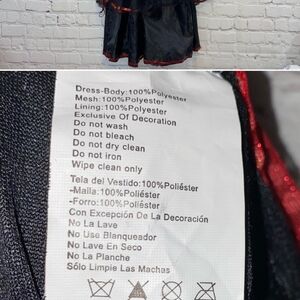 Dress-Body:100%Polyester
Mesh:100%Polyester
Lining:100%Polyester
Exclusive Of Decoration
Do not wash
Do not bleach
Do not dry clean
Do not iron
Wipe clean only
Tela del Vestido:100%Poliéster
-Malla:100%Poliéster
-Forro:100%Poliéster
Con Excepción De La Decoración
No La Lave
No Use Blanqueador
No Lave En Seco
No La Planche
Sólo Limpie Las Machas